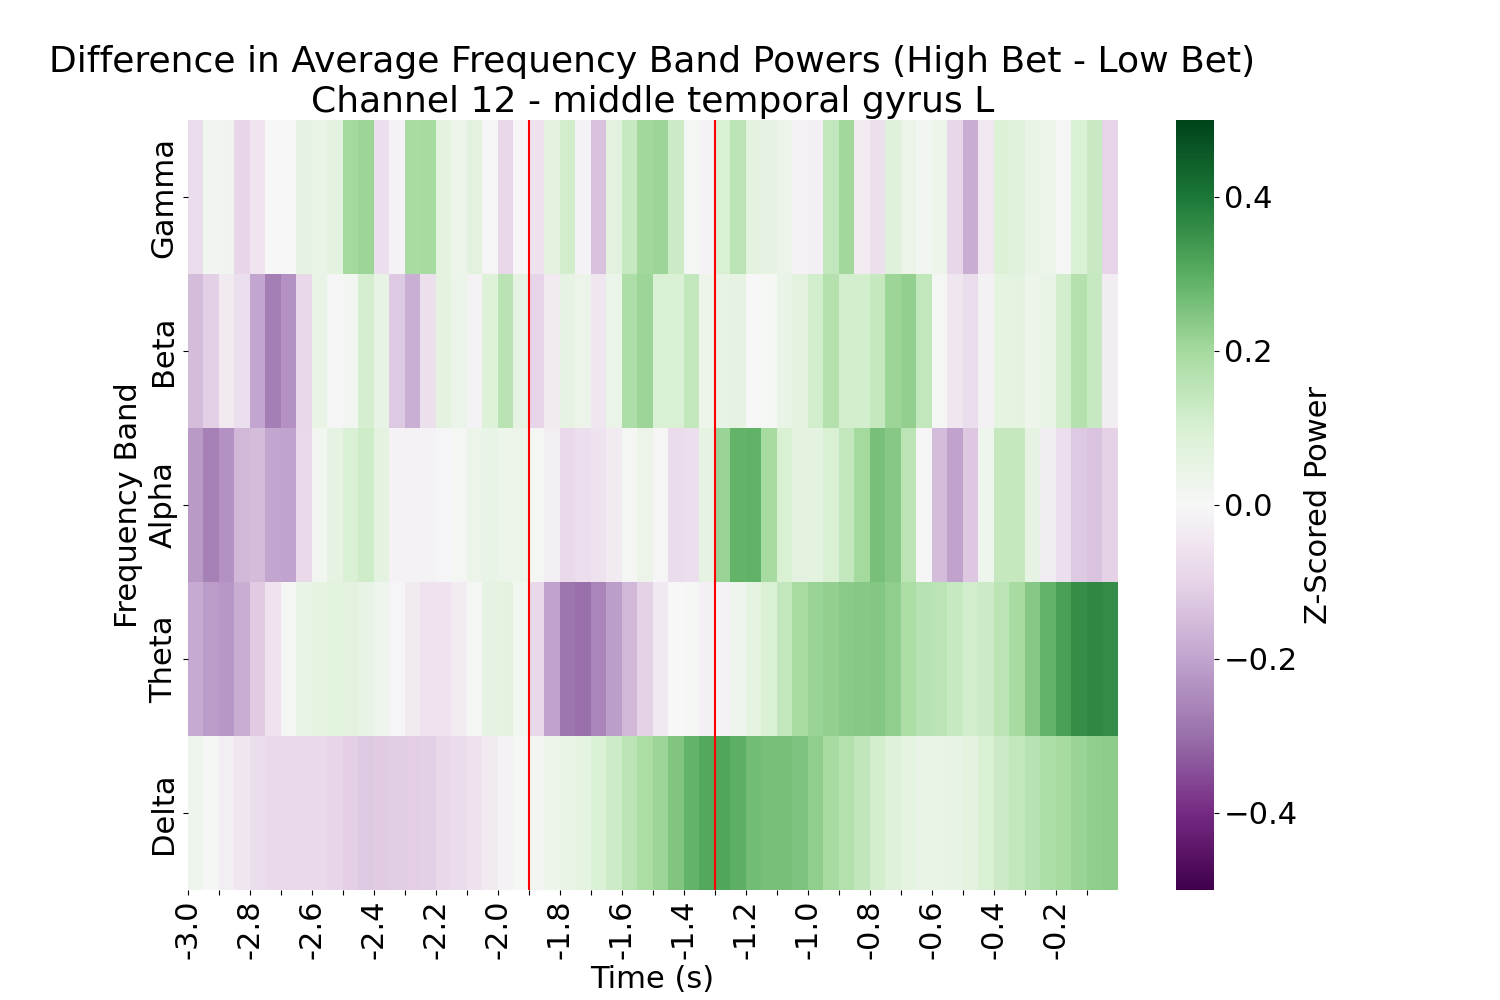 Difference in Average Frequency Band Powers (High Bet - Low Bet)
Channel 12 - middle temporal gyrus L
Frequency Band
Gamma
Beta
Alpha
Theta
Delta
-3.0
-2.8
-2.6
-2.4
-2.2
-2.0
-1.8
-1.6
-1.4
-1.2
-1.0
-0.8
-0.6
-0.4
-0.2
Time (s)
0.4
0.2
0.0
−0.2
−0.4
Z-Scored Power